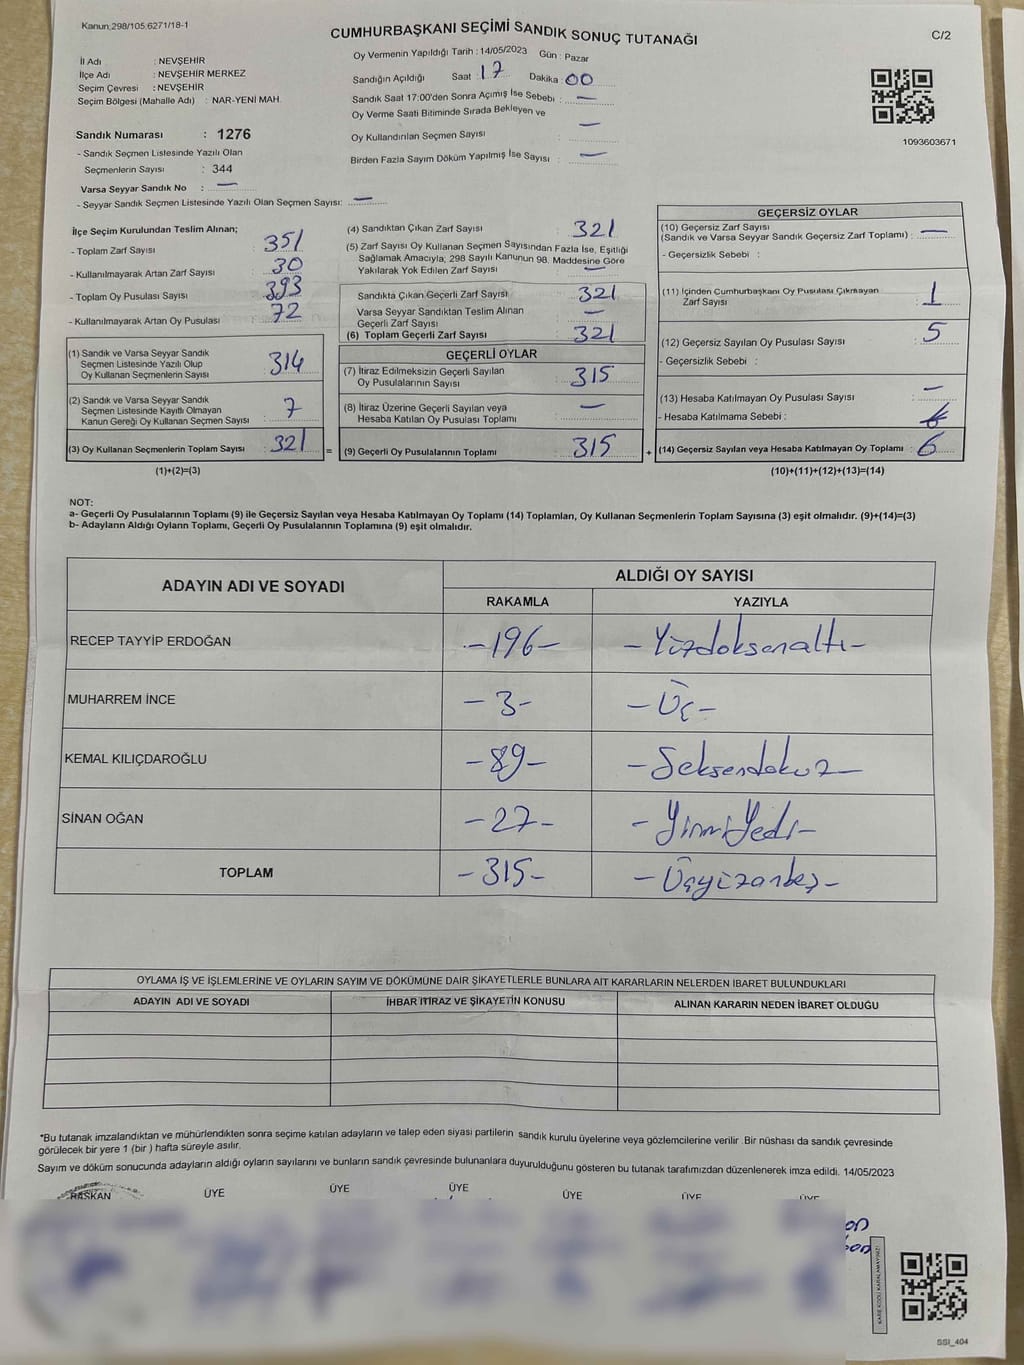 Kanun:298/105.6271/18-1
CUMHURBAŞKANI SEÇİMİ SANDIK SONUÇ TUTANAĞI
C/2
İl Adı : NEVŞEHİR
İlçe Adı : NEVŞEHİR MERKEZ
Seçim Çevresi : NEVŞEHİR
Seçim Bölgesi (Mahalle Adı) : NAR-YENİ MAH.
Oy Vermenin Yapıldığı Tarih : 14/05/2023 Gün : Pazar
Sandığın Açıldığı Saat : 17 Dakika : 00
Sandık Saat 17:00'den Sonra Açımış İse Sebebi : —
Oy Verme Saati Bitiminde Sırada Bekleyen ve
Oy Kullandırılan Seçmen Sayısı : —
Birden Fazla Sayım Döküm Yapılmış İse Sayısı : —
1093603671
Sandık Numarası : 1276
- Sandık Seçmen Listesinde Yazılı Olan
Seçmenlerin Sayısı : 344
Varsa Seyyar Sandık No : —
- Seyyar Sandık Seçmen Listesinde Yazılı Olan Seçmen Sayısı: —
İlçe Seçim Kurulundan Teslim Alınan;
- Toplam Zarf Sayısı : 351
- Kullanılmayarak Artan Zarf Sayısı : 30
- Toplam Oy Pusulası Sayısı : 393
- Kullanılmayarak Artan Oy Pusulası : 72
(1) Sandık ve Varsa Seyyar Sandık
Seçmen Listesinde Yazılı Olup
Oy Kullanan Seçmenlerin Sayısı : 314
(2) Sandık ve Varsa Seyyar Sandık
Seçmen Listesinde Kayıtlı Olmayan
Kanun Gereği Oy Kullanan Seçmen Sayısı : 7
(3) Oy Kullanan Seçmenlerin Toplam Sayısı : 321
(1)+(2)=(3)
(4) Sandıktan Çıkan Zarf Sayısı : 321
(5) Zarf Sayısı Oy Kullanan Seçmen Sayısından Fazla İse, Eşitliği
Sağlamak Amacıyla; 298 Sayılı Kanunun 98. Maddesine Göre
Yakılarak Yok Edilen Zarf Sayısı : —
Sandıkta Çıkan Geçerli Zarf Sayısı : 321
Varsa Seyyar Sandıktan Teslim Alınan
Geçerli Zarf Sayısı : —
(6) Toplam Geçerli Zarf Sayısı : 321
GEÇERLİ OYLAR
(7) İtiraz Edilmeksizin Geçerli Sayılan
Oy Pusulalarının Sayısı : 315
(8) İtiraz Üzerine Geçerli Sayılan veya
Hesaba Katılan Oy Pusulası Toplamı : —
= (9) Geçerli Oy Pusulalarının Toplamı : 315
GEÇERSİZ OYLAR
(10) Geçersiz Zarf Sayısı
(Sandık ve Varsa Seyyar Sandık Geçersiz Zarf Toplamı) : —
- Geçersizlik Sebebi :
(11) İçinden Cumhurbaşkanı Oy Pusulası Çıkmayan
Zarf Sayısı : 1
(12) Geçersiz Sayılan Oy Pusulası Sayısı : 5
- Geçersizlik Sebebi :
(13) Hesaba Katılmayan Oy Pusulası Sayısı : —
- Hesaba Katılmama Sebebi :
+ (14) Geçersiz Sayılan veya Hesaba Katılmayan Oy Toplamı : 6
(10)+(11)+(12)+(13)=(14)
NOT:
a- Geçerli Oy Pusulalarının Toplamı (9) ile Geçersiz Sayılan veya Hesaba Katılmayan Oy Toplamı (14) Toplamları, Oy Kullanan Seçmenlerin Toplam Sayısına (3) eşit olmalıdır. (9)+(14)=(3)
b- Adayların Aldığı Oyların Toplamı, Geçerli Oy Pusulalarının Toplamına (9) eşit olmalıdır.
ADAYIN ADI VE SOYADI ALDIĞI OY SAYISI
RAKAMLA YAZIYLA
RECEP TAYYİP ERDOĞAN -196- -Yüzdoksanaltı-
MUHARREM İNCE -3- -Üç-
KEMAL KILIÇDAROĞLU -89- -Seksendokuz-
SİNAN OĞAN -27- -YirmiYedi-
TOPLAM -315- -Üçyüzonbeş-
OYLAMA İŞ VE İŞLEMLERİNE VE OYLARIN SAYIM VE DÖKÜMÜNE DAİR ŞİKAYETLERLE BUNLARA AİT KARARLARIN NELERDEN İBARET BULUNDUKLARI
ADAYIN ADI VE SOYADI İHBAR İTİRAZ VE ŞİKAYETİN KONUSU ALINAN KARARIN NEDEN İBARET OLDUĞU
*Bu tutanak imzalandıktan ve mühürlendikten sonra seçime katılan adayların ve talep eden siyasi partilerin sandık kurulu üyelerine veya gözlemcilerine verilir .Bir nüshası da sandık çevresinde
görülecek bir yere 1 (bir ) hafta süreyle asılır.
Sayım ve döküm sonucunda adayların aldığı oyların sayılarını ve bunların sandık çevresinde bulunanlara duyurulduğunu gösteren bu tutanak tarafımızdan düzenlenerek imza edildi. 14/05/2023
BAŞKAN ÜYE ÜYE ÜYE ÜYE ÜYE ÜYE
KARE KODU KARALAMAYINIZ!
SSI_404